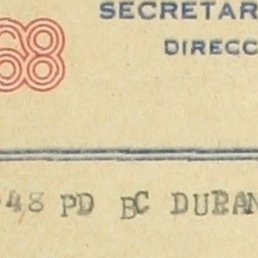 SECRETAR
68
DIRECC
48 PD BC DURAN